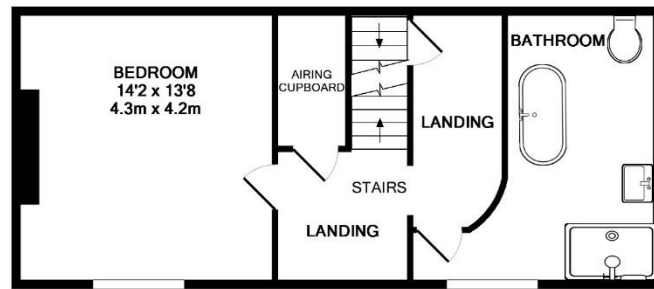 BEDROOM
14'2 x 13'8
4.3m x 4.2m
AIRING
CUPBOARD
STAIRS
LANDING
LANDING
BATHROOM